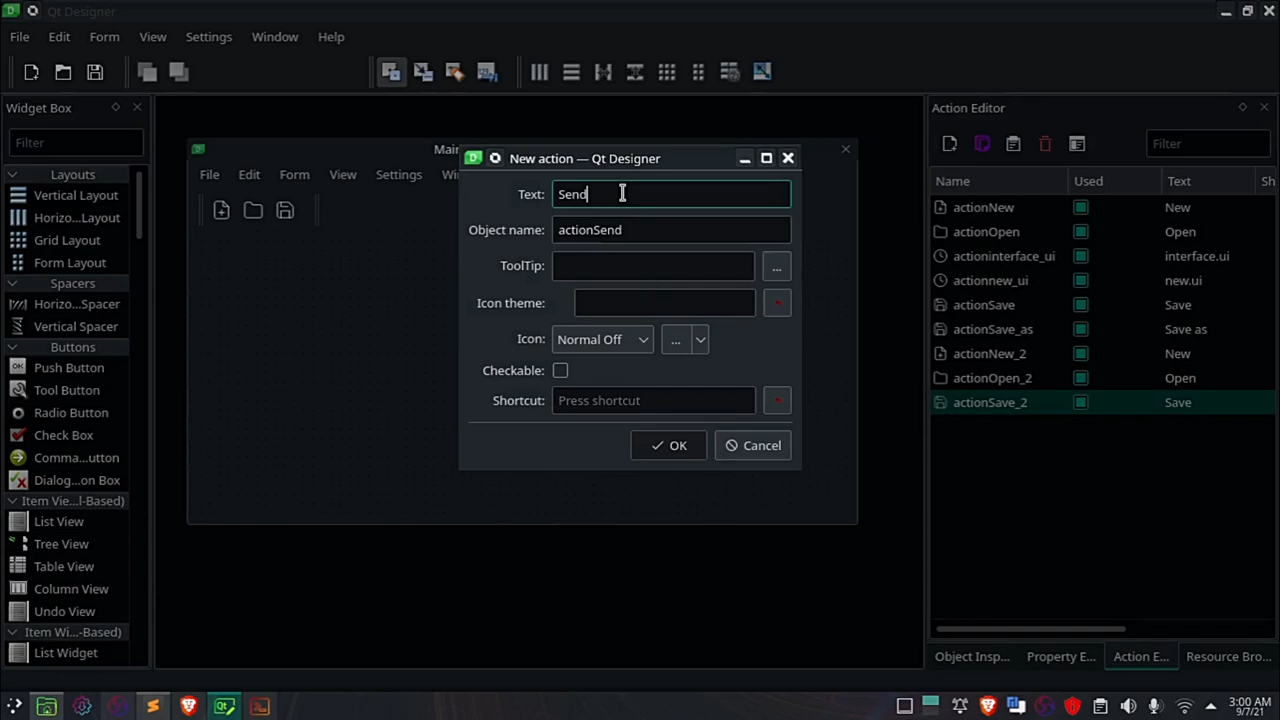 Qt Designer
File Edit Form View Settings Window Help
Widget Box
Filter
Layouts
Vertical Layout
Horizo...Layout
Grid Layout
Form Layout
Spacers
Horizo...Spacer
Vertical Spacer
Buttons
OK Push Button
Tool Button
Radio Button
Check Box
Comma...utton
Dialog...on Box
Item Vie...l-Based)
List View
Tree View
Table View
Column View
Undo View
Item Wi...-Based)
List Widget
Main
File Edit Form View Settings Wi
New action — Qt Designer
Text: Send
Object name: actionSend
ToolTip: ...
Icon theme:
Icon: Normal Off ...
Checkable:
Shortcut: Press shortcut
OK Cancel
Action Editor
Filter
Name Used Text
actionNew New
actionOpen Open
actioninterface_ui interface.ui
actionnew_ui new.ui
actionSave Save
actionSave_as Save as
actionNew_2 New
actionOpen_2 Open
actionSave_2 Save
Object Insp... Property E... Action E... Resource Bro...
Qt
3:00 AM
9/7/21